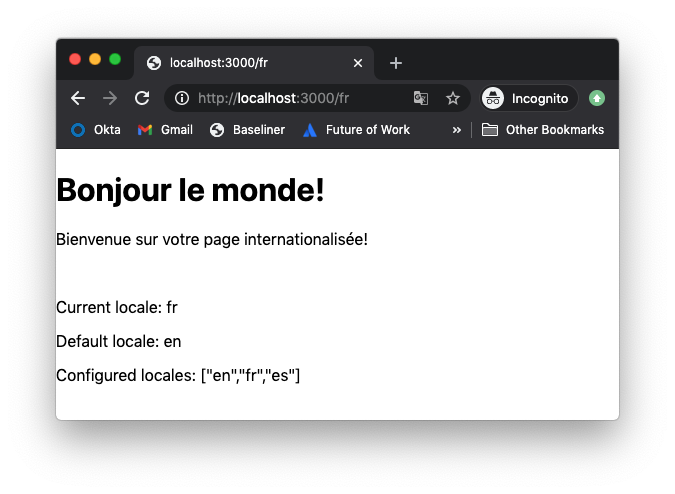 localhost:3000/fr
http://localhost:3000/fr
Incognito
Okta Gmail Baseliner Future of Work » Other Bookmarks
Bonjour le monde!
Bienvenue sur votre page internationalisée!
Current locale: fr
Default locale: en
Configured locales: ["en","fr","es"]